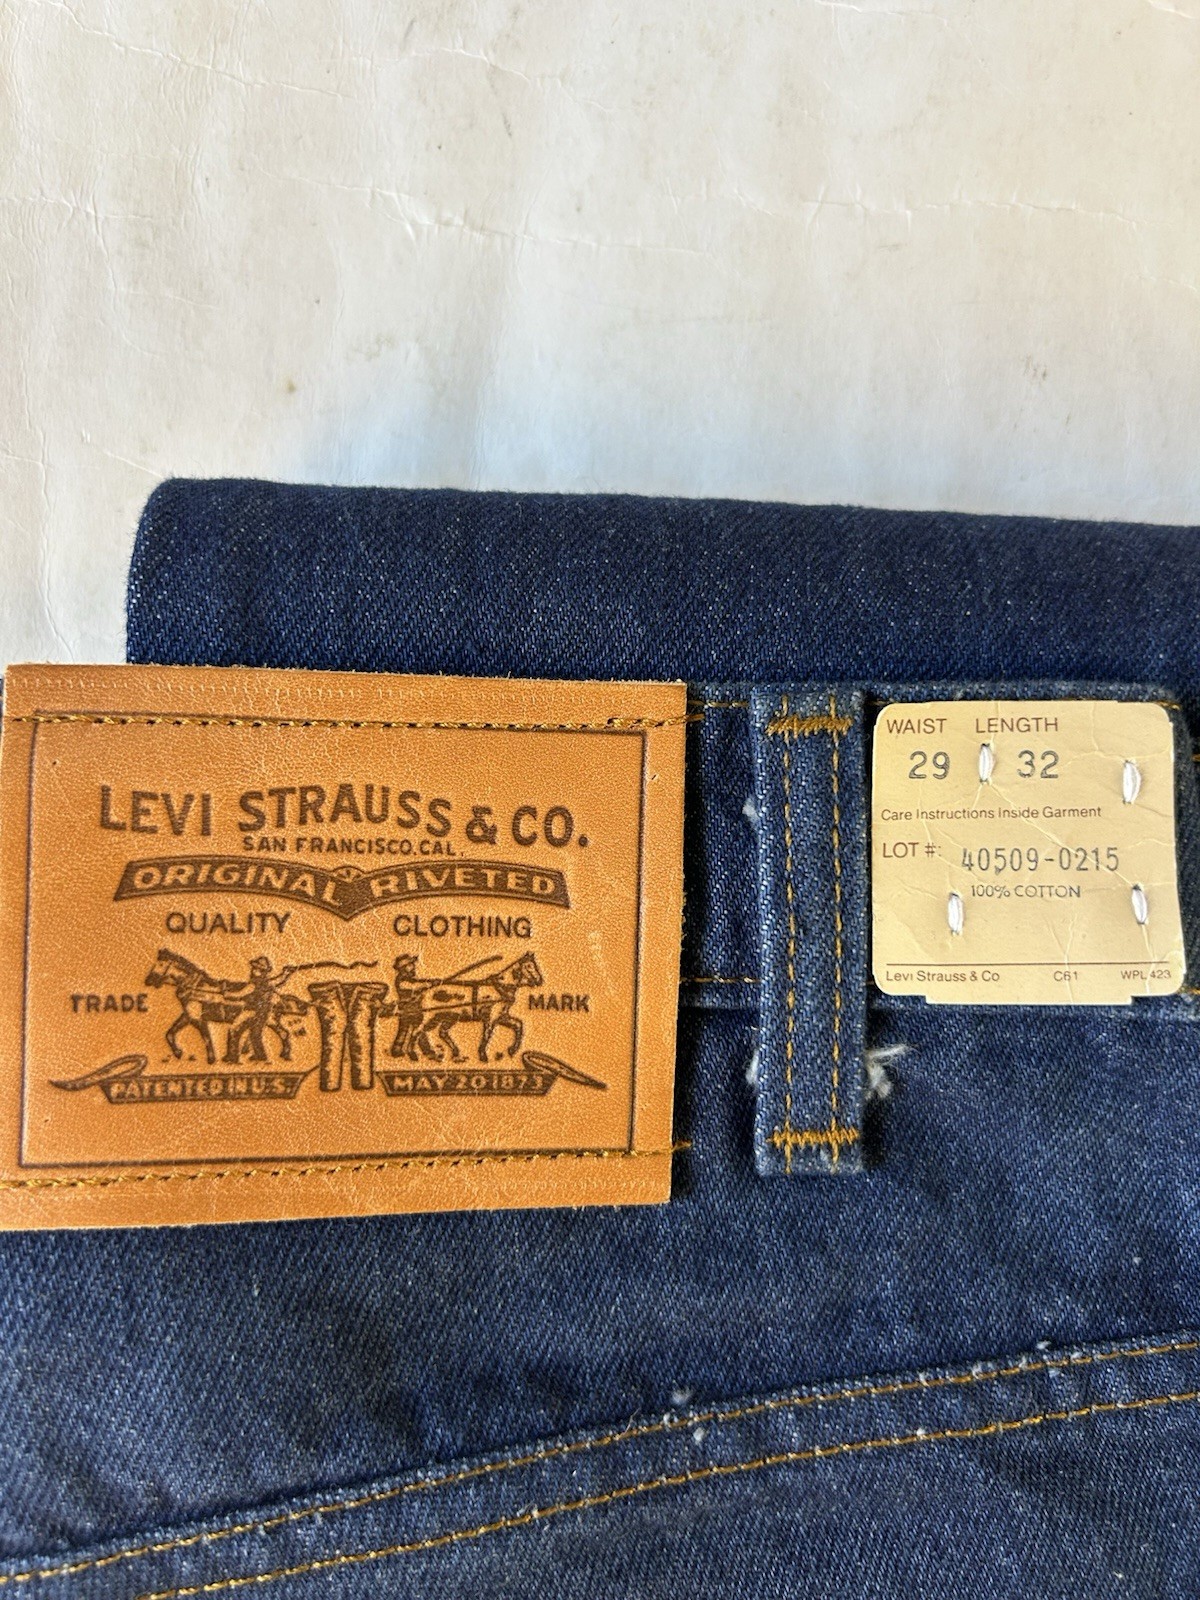 LEVI STRAUSS & CO.
SAN FRANCISCO, CAL.
ORIGINAL RIVETED
QUALITY CLOTHING
TRADE MARK
PATENTED IN U.S. MAY 20 1873
WAIST LENGTH
29 32
Care Instructions Inside Garment
LOT #: 40509-0215
100% COTTON
Levi Strauss & Co C61 WPL 423